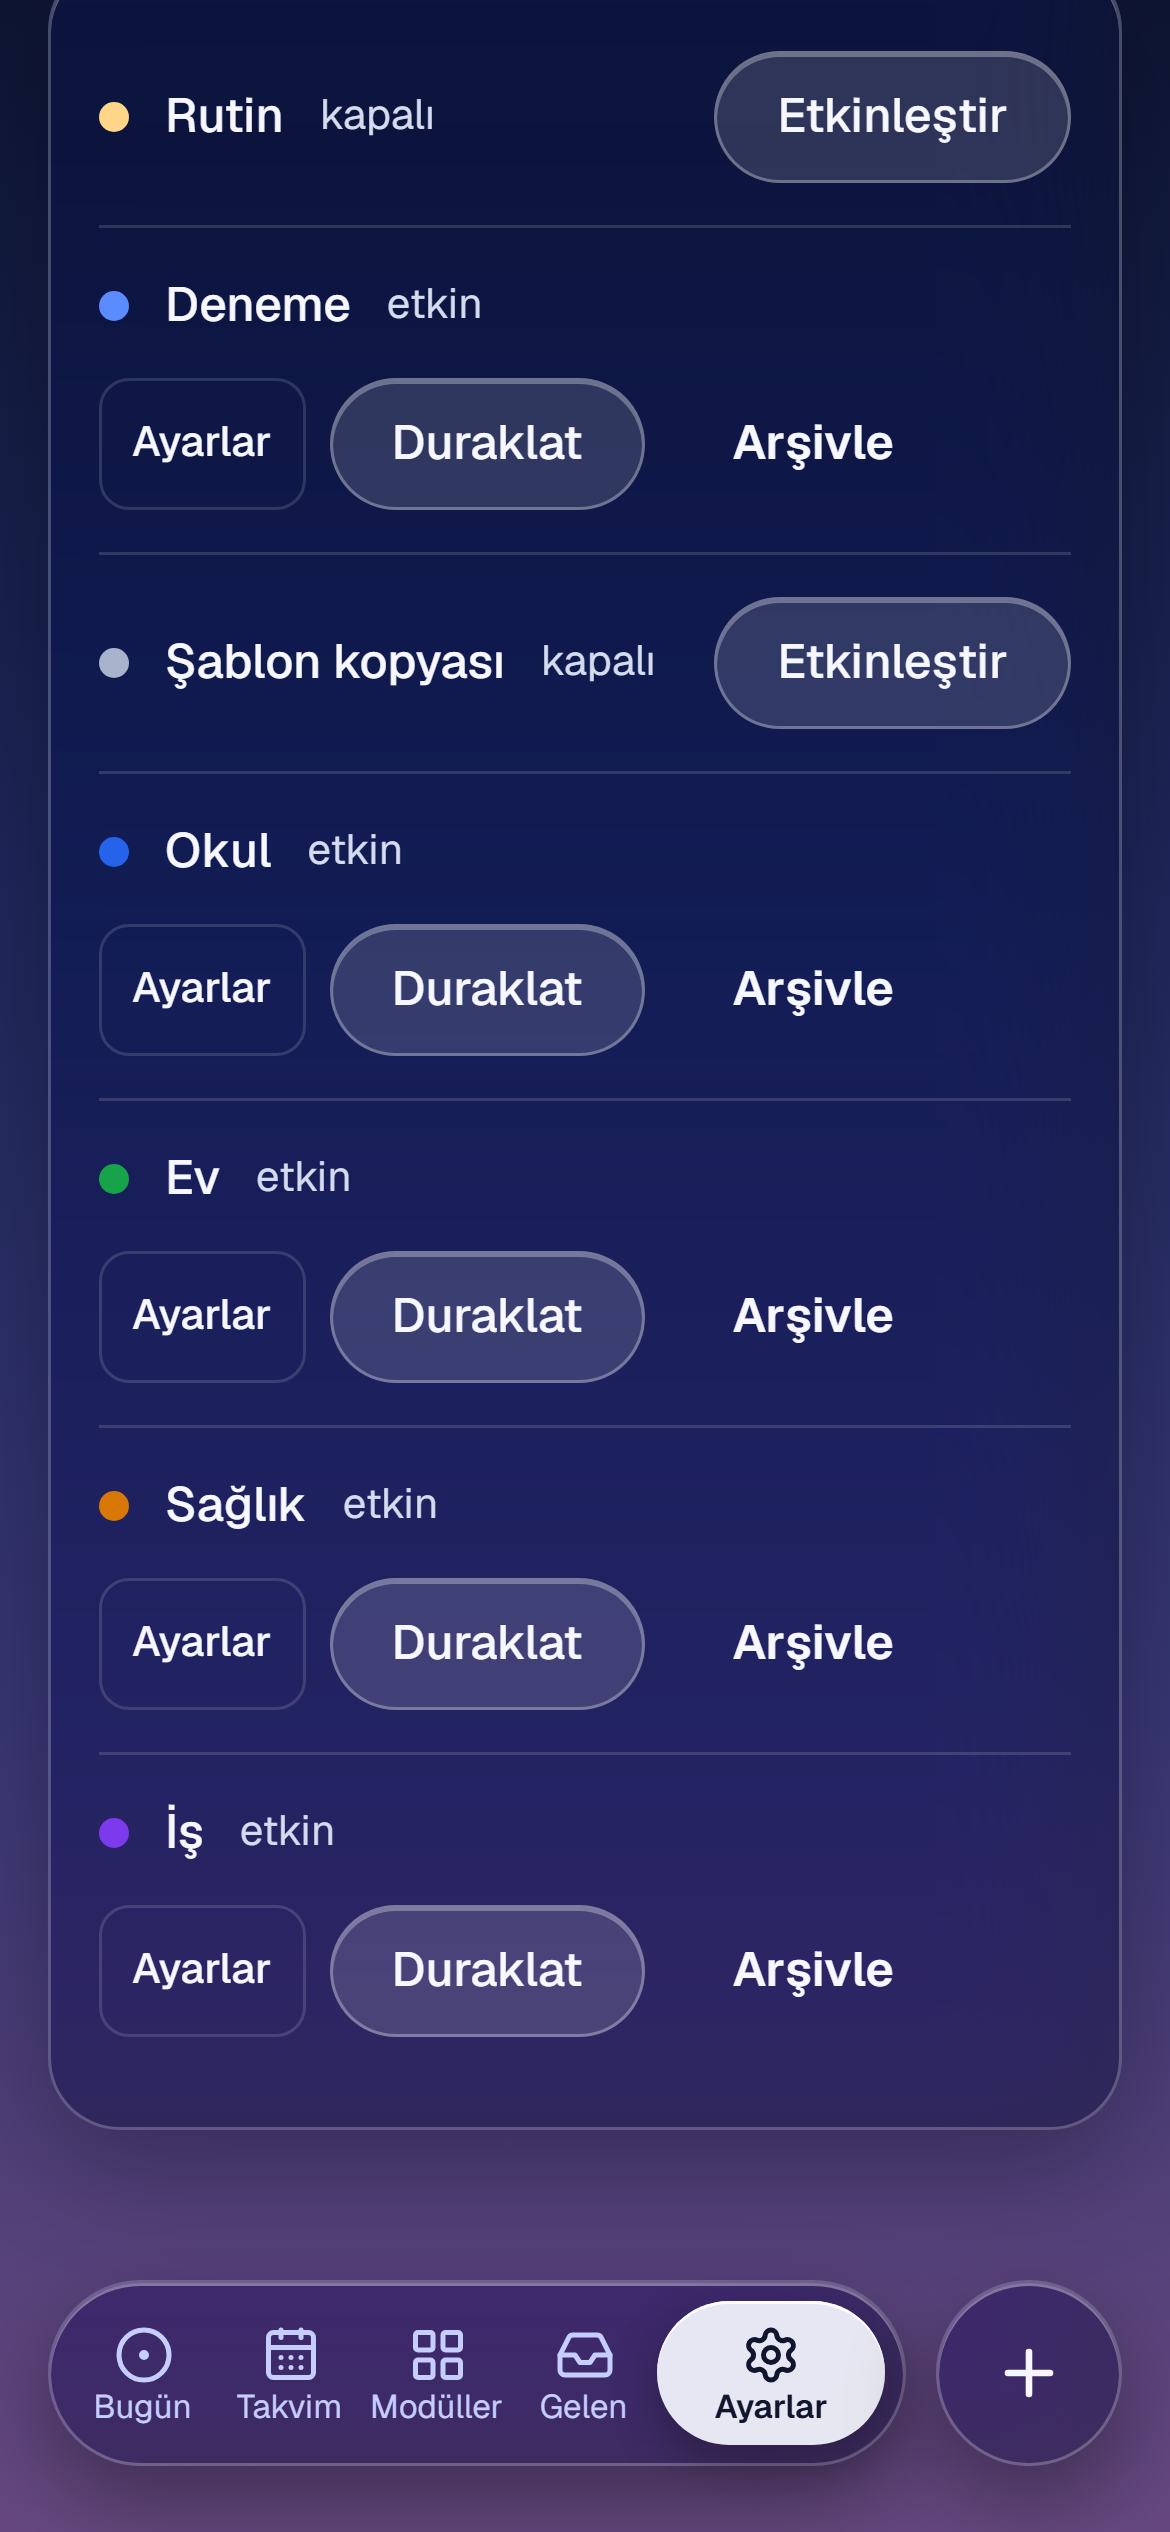 Rutin kapalı Etkinleştir
Deneme etkin
Ayarlar Duraklat Arşivle
Şablon kopyası kapalı Etkinleştir
Okul etkin
Ayarlar Duraklat Arşivle
Ev etkin
Ayarlar Duraklat Arşivle
Sağlık etkin
Ayarlar Duraklat Arşivle
İş etkin
Ayarlar Duraklat Arşivle
Bugün Takvim Modüller Gelen Ayarlar